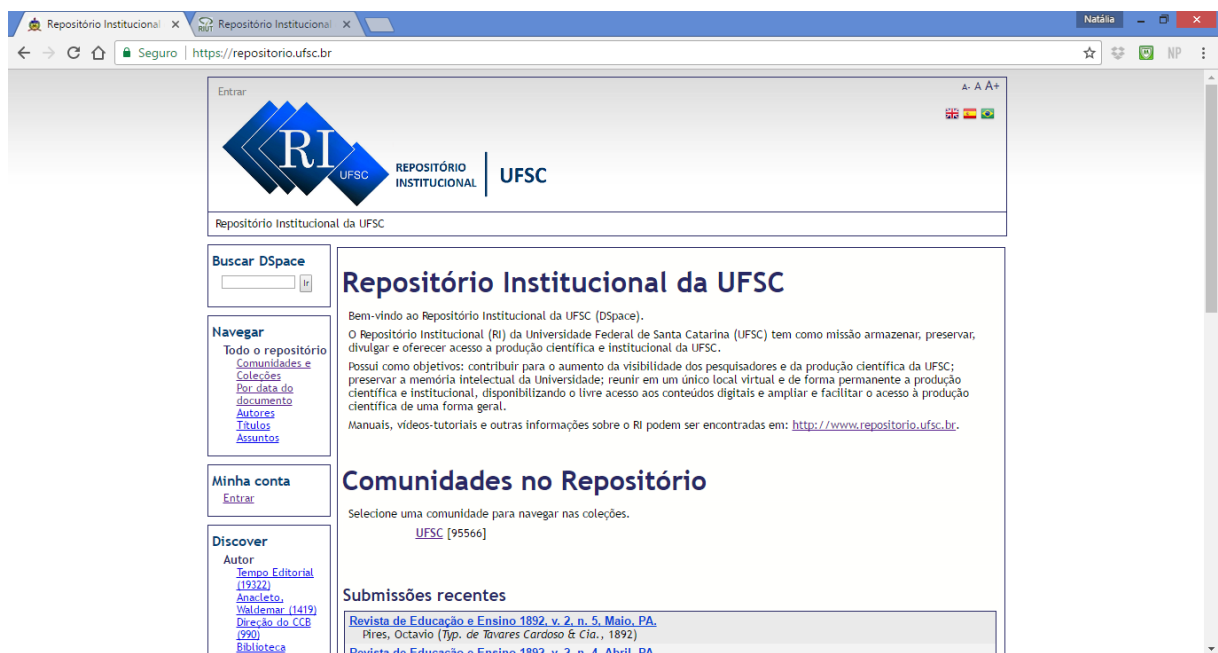 Repositório Institucional
Repositório Institucional
Natália
Seguro | https://repositorio.ufsc.br
NP
Entrar
A- A A+
RI
UFSC
REPOSITÓRIO
INSTITUCIONAL
UFSC
Repositório Institucional da UFSC
Buscar DSpace
Ir
Navegar
Todo o repositório
Comunidades e
Coleções
Por data do
documento
Autores
Títulos
Assuntos
Minha conta
Entrar
Discover
Autor
Tempo Editorial
(19322)
Anacleto,
Waldemar (1419)
Direção do CCB
(990)
Biblioteca
Repositório Institucional da UFSC
Bem-vindo ao Repositório Institucional da UFSC (DSpace).
O Repositório Institucional (RI) da Universidade Federal de Santa Catarina (UFSC) tem como missão armazenar, preservar,
divulgar e oferecer acesso a produção científica e institucional da UFSC.
Possui como objetivos: contribuir para o aumento da visibilidade dos pesquisadores e da produção científica da UFSC;
preservar a memória intelectual da Universidade; reunir em um único local virtual e de forma permanente a produção
científica e institucional, disponibilizando o livre acesso aos conteúdos digitais e ampliar e facilitar o acesso à produção
científica de uma forma geral.
Manuais, vídeos-tutoriais e outras informações sobre o RI podem ser encontradas em: http://www.repositorio.ufsc.br.
Comunidades no Repositório
Selecione uma comunidade para navegar nas coleções.
UFSC [95566]
Submissões recentes
Revista de Educação e Ensino 1892, v. 2, n. 5, Maio, PA.
Pires, Octavio (Typ. de Tavares Cardoso & Cia., 1892)
Revista de Educação e Ensino 1892, v. 2, n. 4, Abril, PA.